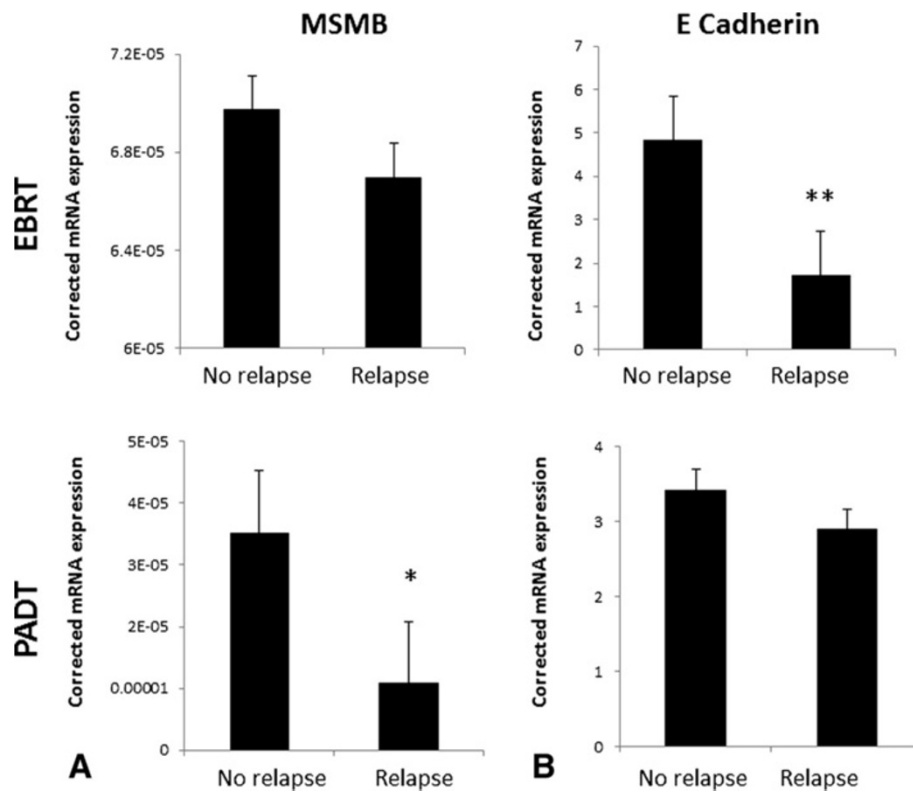 MSMB
E Cadherin
EBRT
Corrected mRNA expression
7.2E-05
6.8E-05
6.4E-05
6E-05
No relapse
Relapse
Corrected mRNA expression
7
6
5
4
3
2
1
0
**
No relapse
Relapse
PADT
Corrected mRNA expression
5E-05
4E-05
3E-05
2E-05
0.00001
0
*
No relapse
Relapse
A
Corrected mRNA expression
4
3
2
1
0
No relapse
Relapse
B